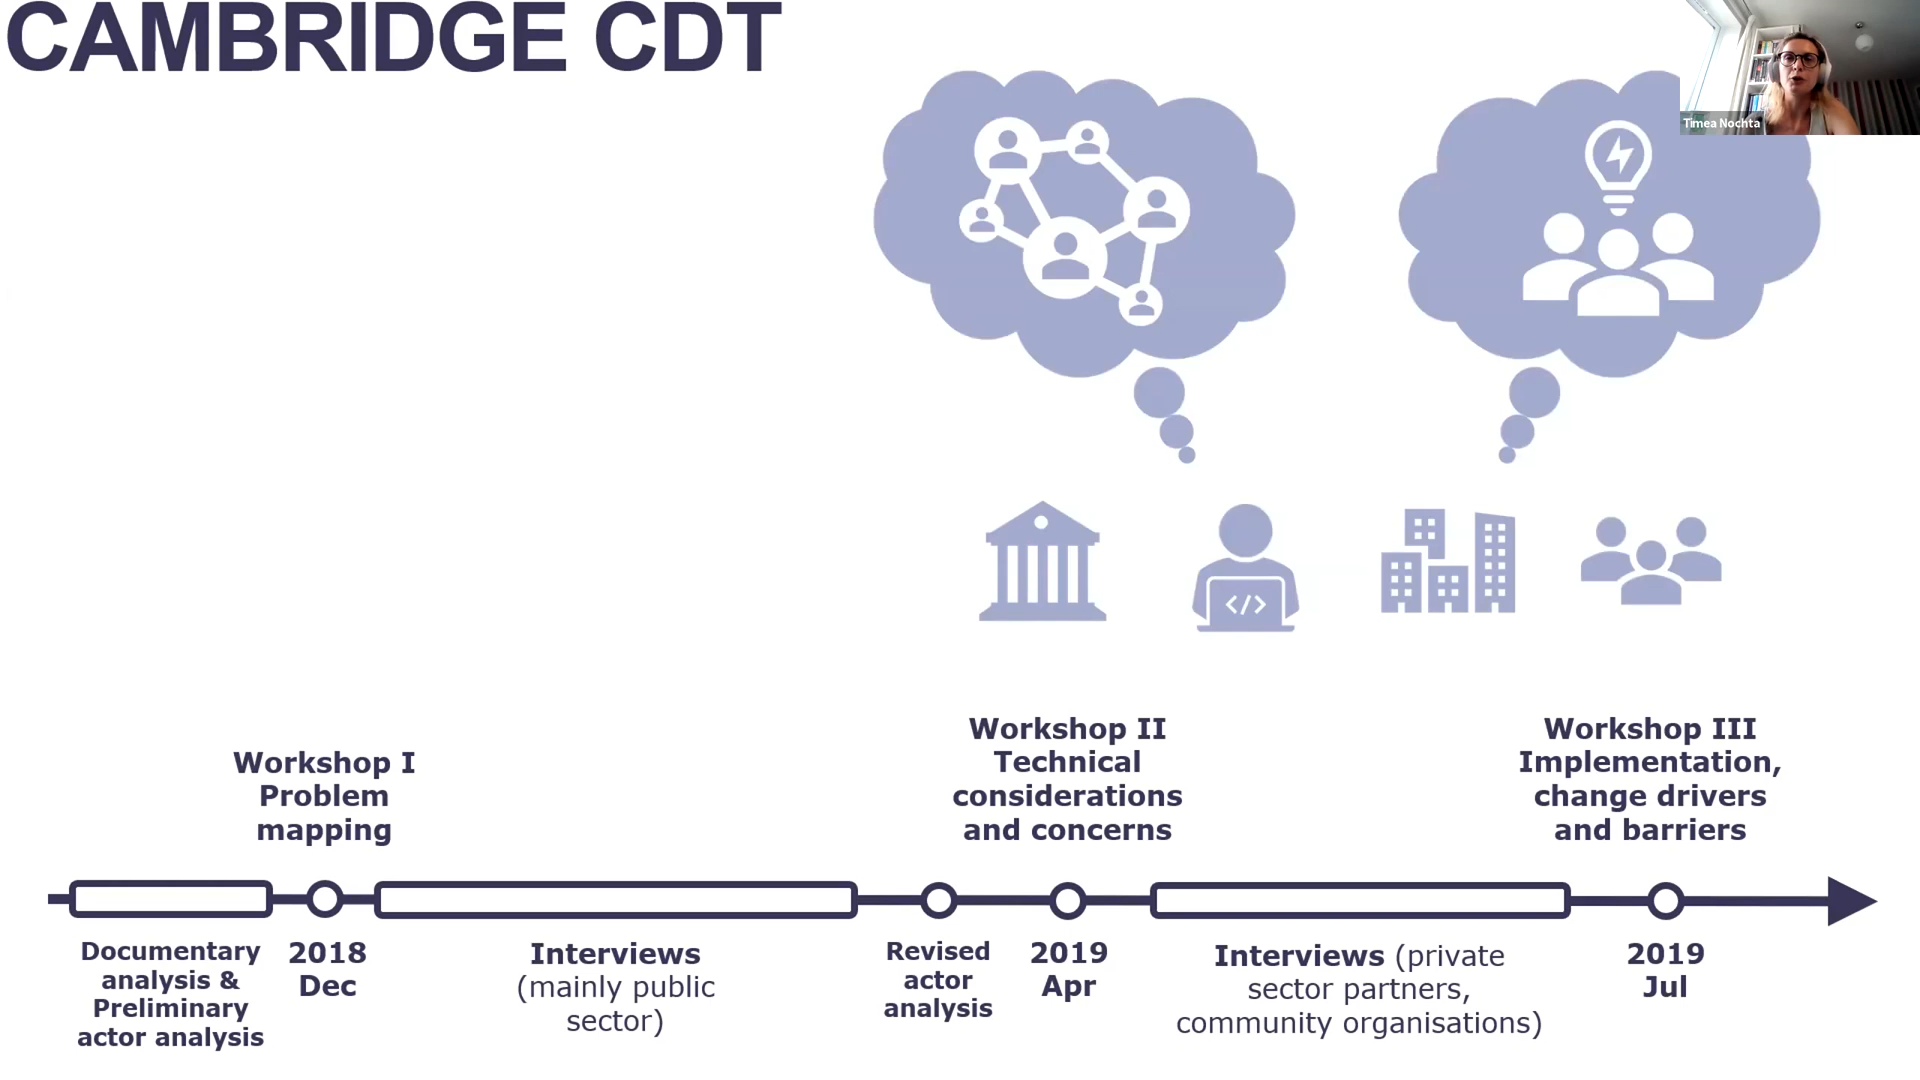 CAMBRIDGE CDT
Timea Nochta
</>
Workshop I
Problem
mapping
Workshop II
Technical
considerations
and concerns
Workshop III
Implementation,
change drivers
and barriers
Documentary
analysis &
Preliminary
actor analysis
2018
Dec
Interviews
(mainly public
sector)
Revised
actor
analysis
2019
Apr
Interviews (private
sector partners,
community organisations)
2019
Jul